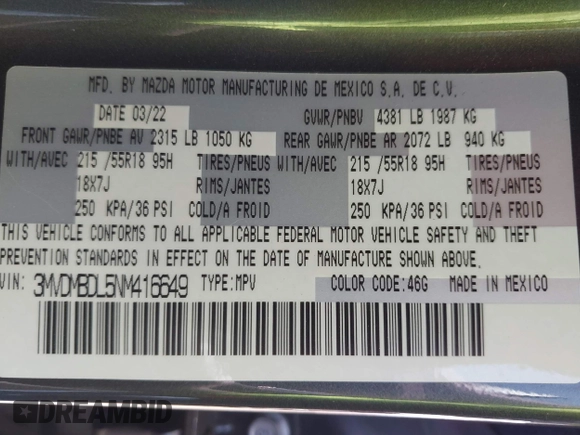 MFD. BY MAZDA MOTOR MANUFACTURING DE MEXICO S.A. DE C.V.
DATE 03/22 GVWR/PNBV 4381 LB 1987 KG
FRONT GAWR/PNBE AV 2315 LB 1050 KG REAR GAWR/PNBE AR 2072 LB 940 KG
WITH/AVEC 215 /55R18 95H TIRES/PNEUS WITH/AVEC 215 /55R18 95H TIRES/PNEUS
18X7J RIMS/JANTES 18X7J RIMS/JANTES
250 KPA/36 PSI COLD/A FROID 250 KPA/36 PSI COLD/A FROID
THIS VEHICLE CONFORMS TO ALL APPLICABLE FEDERAL MOTOR VEHICLE SAFETY AND THEFT
PREVENTION STANDARDS IN EFFECT ON THE DATE OF MANUFACTURE SHOWN ABOVE.
VIN: 3MVDMBDL5NM416649 TYPE: MPV COLOR CODE: 46G MADE IN MEXICO
DREAMBID